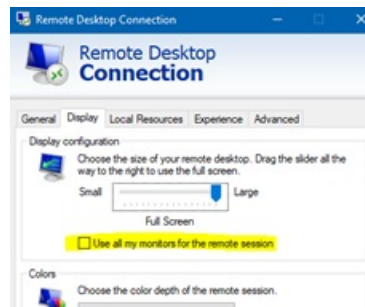 Remote Desktop Connection
Remote Desktop
Connection
General Display Local Resources Experience Advanced
Display configuration
Choose the size of your remote desktop. Drag the slider all the
way to the right to use the full screen.
Small Large
Full Screen
Use all my monitors for the remote session
Colors
Choose the color depth of the remote session.